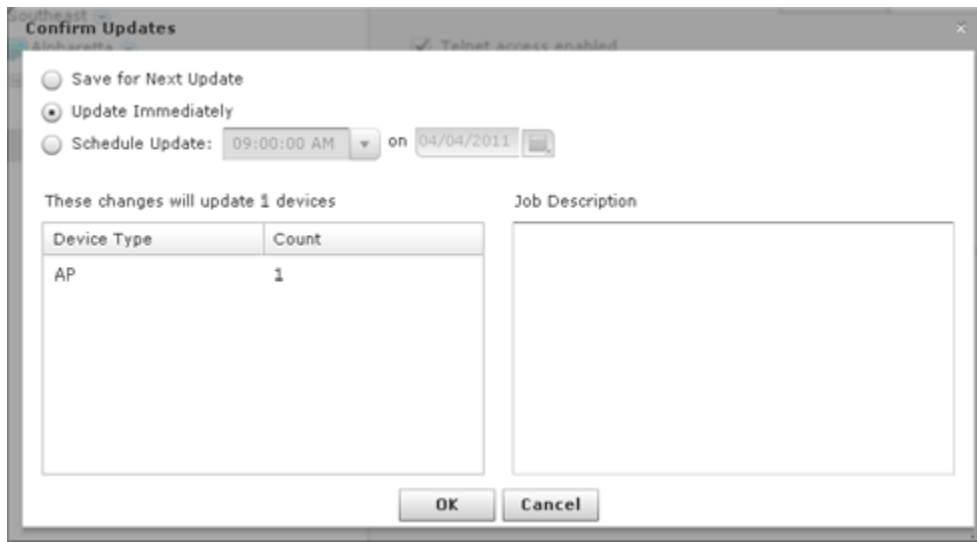 Southeast
Confirm Updates
Alpharetta
Telnet access enabled
Save for Next Update
Update Immediately
Schedule Update: 09:00:00 AM on 04/04/2011
These changes will update 1 devices
Job Description
Device Type Count
AP 1
OK Cancel